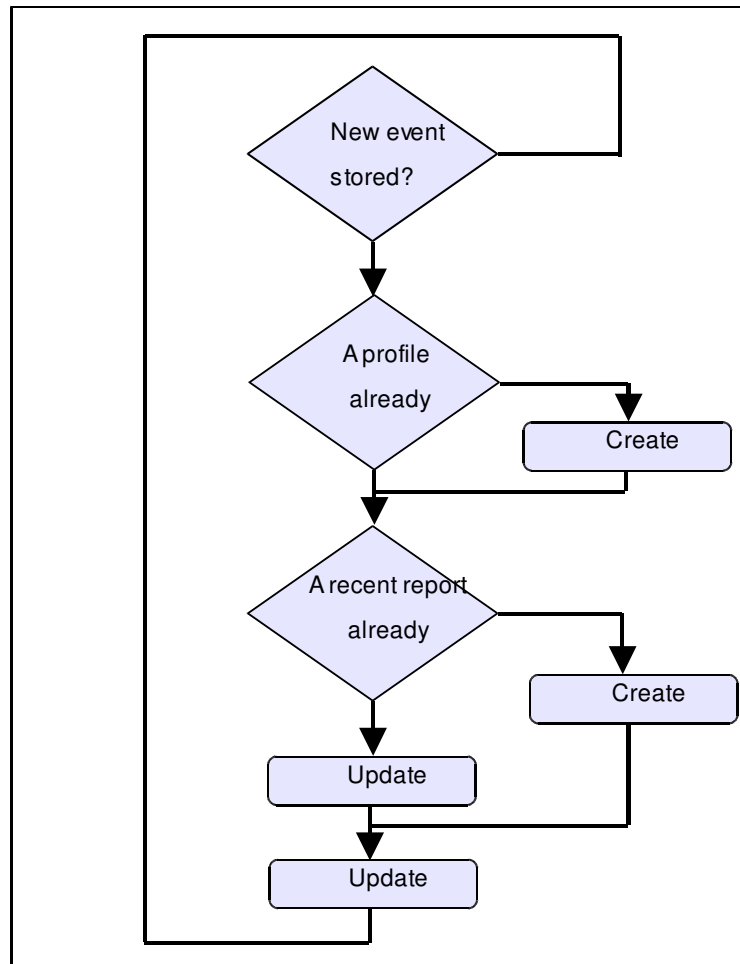 New event
stored?
A profile
already
Create
A recent report
already
Create
Update
Update